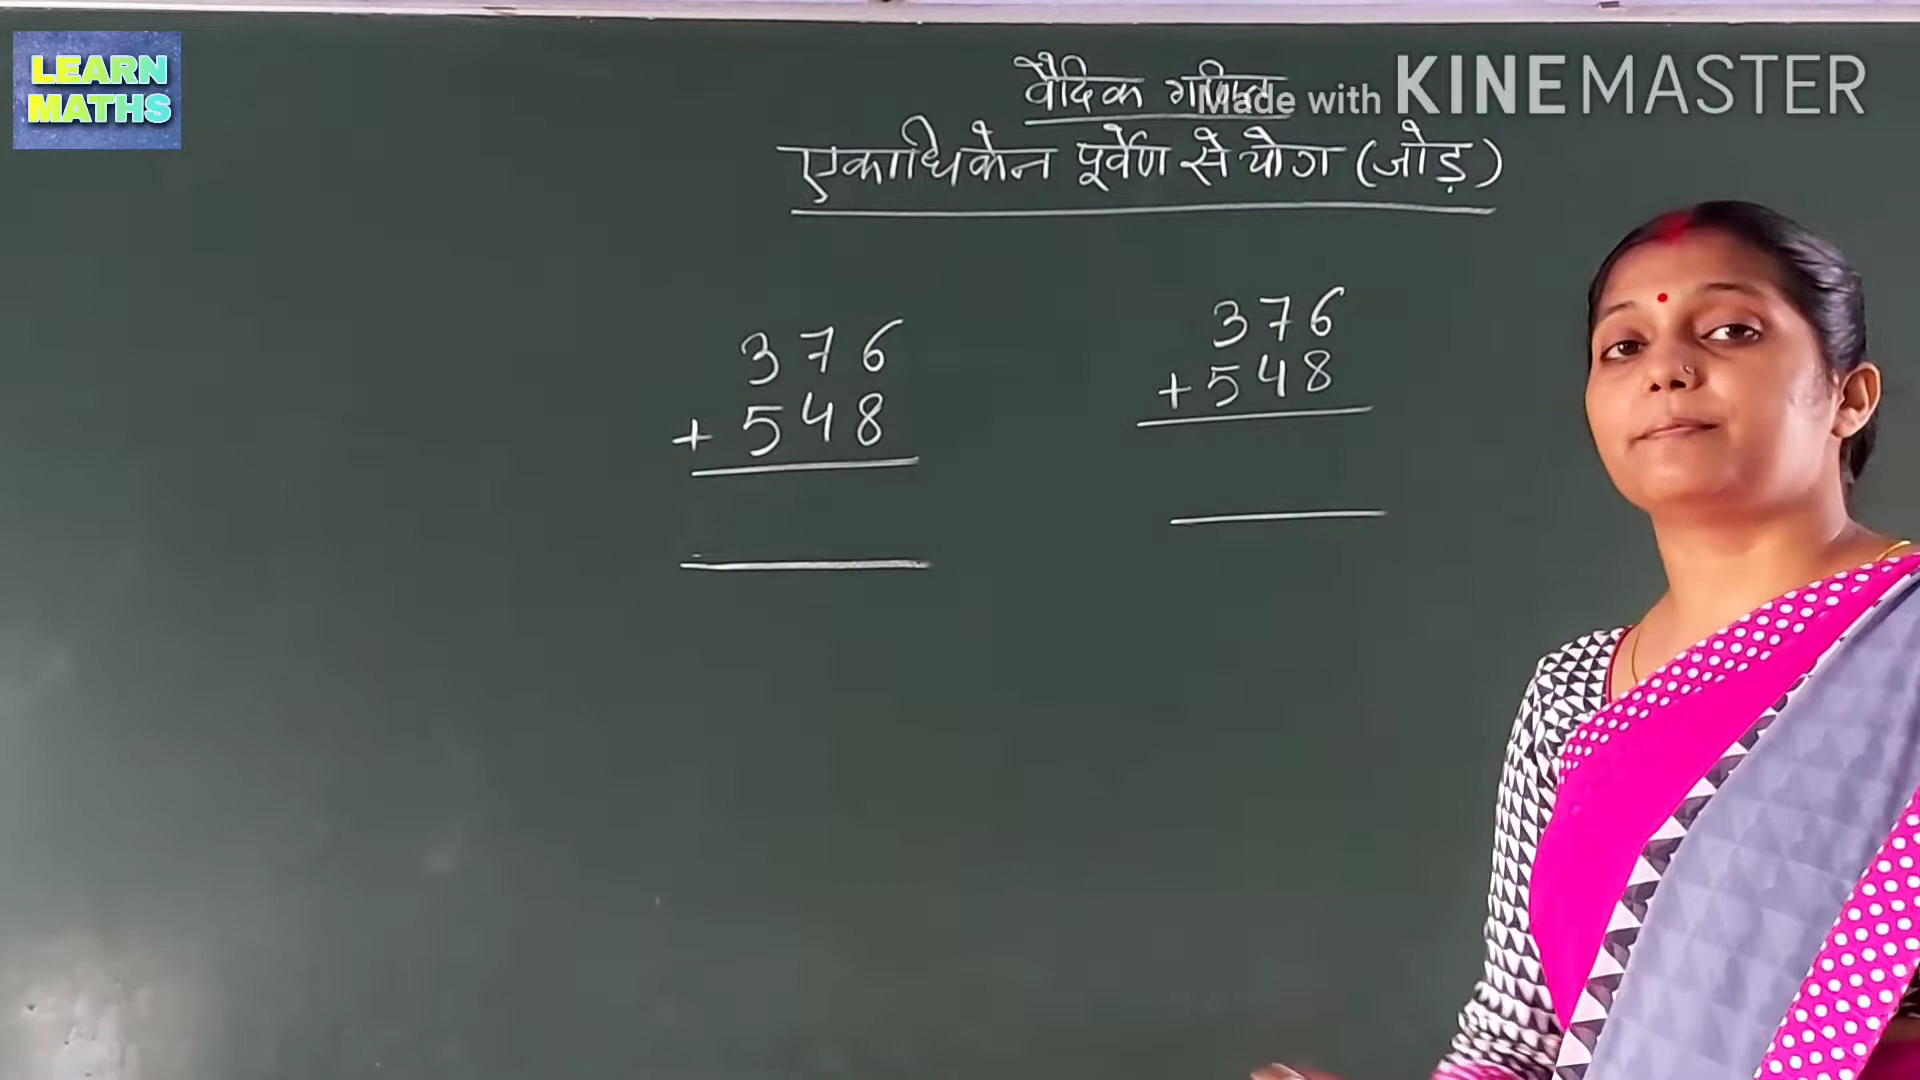 LEARN
MATHS
वैदिक गणित
Made with KINEMASTER
एकाधिकेन पूर्वेण से योग (जोड़)
376
+ 548
376
+ 548